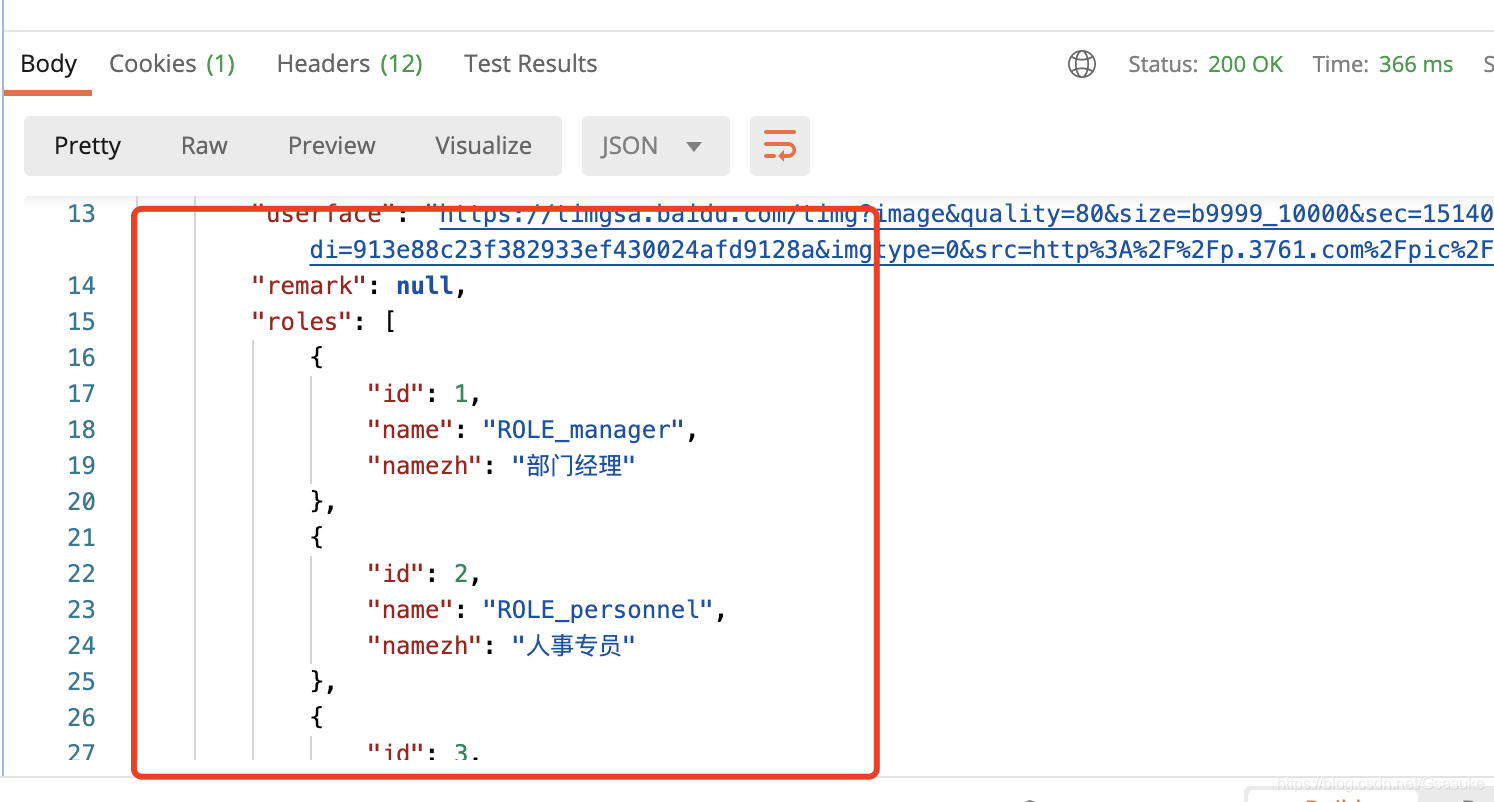 Body Cookies (1) Headers (12) Test Results Status: 200 OK Time: 366 ms S
Pretty Raw Preview Visualize JSON
13 "userface": "https://timgsa.baidu.com/timg?image&quality=80&size=b9999_10000&sec=15140
di=913e88c23f382933ef430024afd9128a&imgtype=0&src=http%3A%2F%2Fp.3761.com%2Fpic%2F
14 "remark": null,
15 "roles": [
16 {
17 "id": 1,
18 "name": "ROLE_manager",
19 "namezh": "部门经理"
20 },
21 {
22 "id": 2,
23 "name": "ROLE_personnel",
24 "namezh": "人事专员"
25 },
26 {
27 "id": 3,
https://blog.csdn.net/Gsasuke